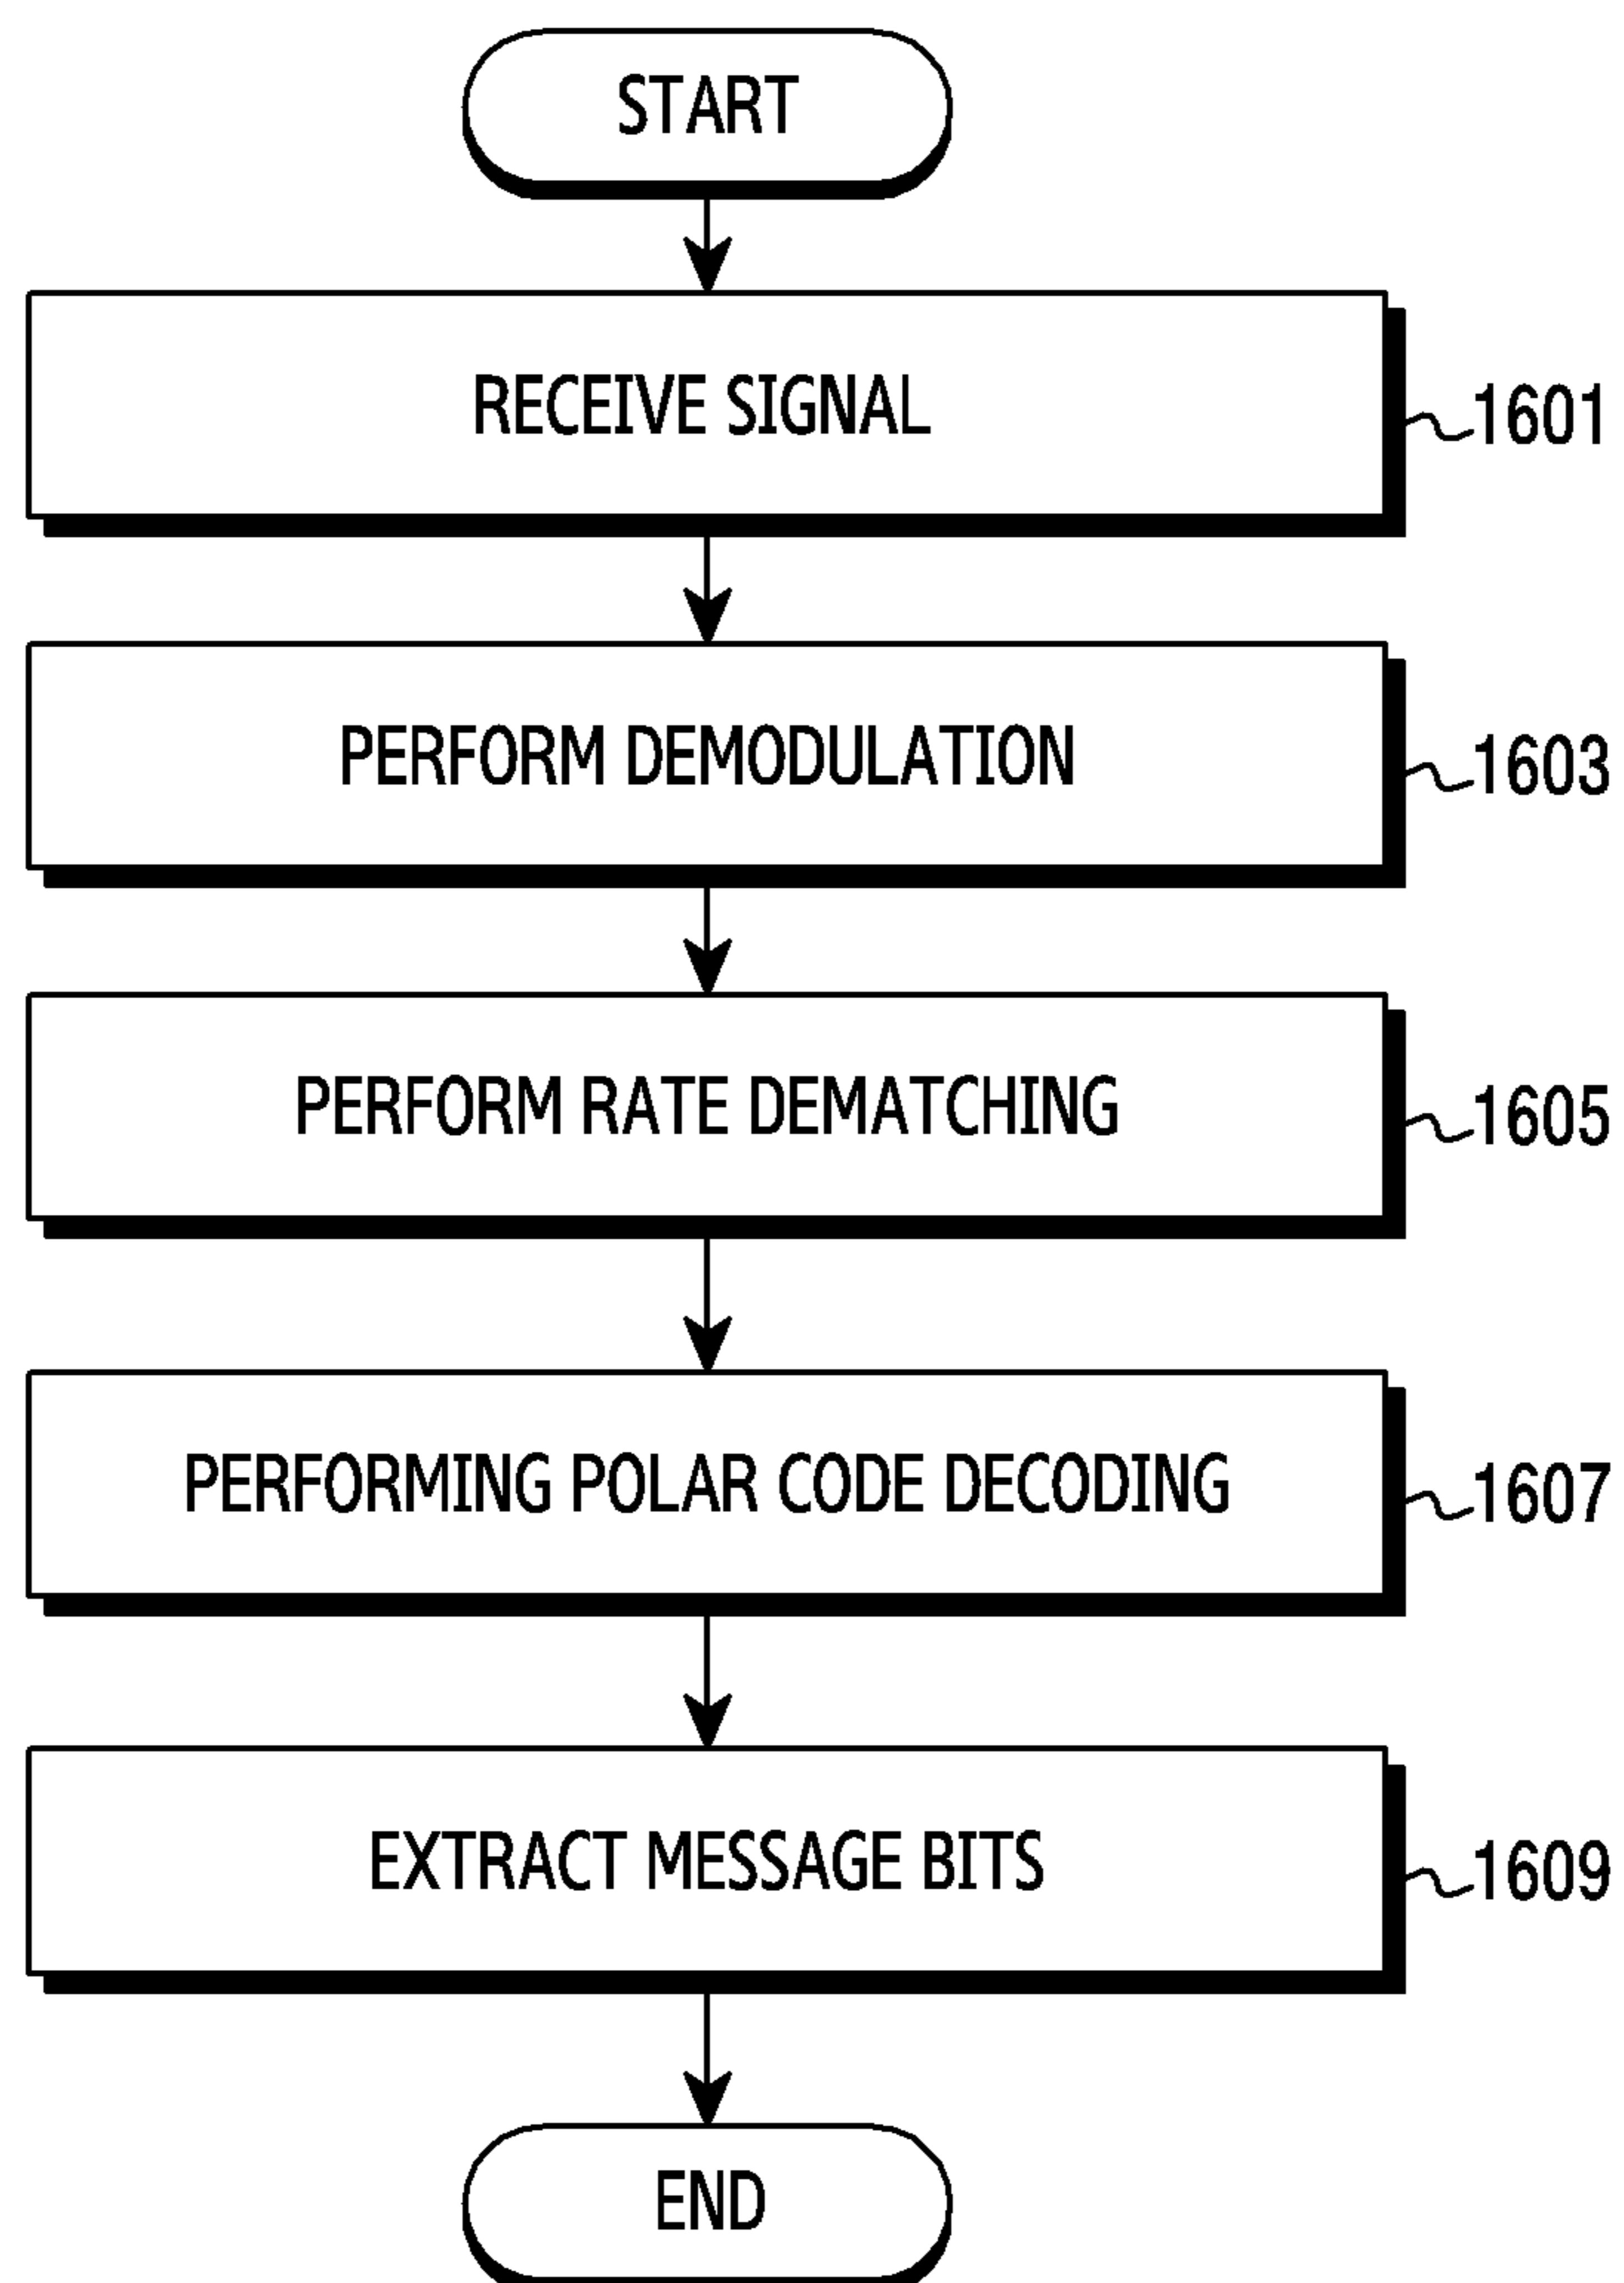 START
RECEIVE SIGNAL
1601
PERFORM DEMODULATION
1603
PERFORM RATE DEMATCHING
1605
PERFORMING POLAR CODE DECODING
1607
EXTRACT MESSAGE BITS
1609
END